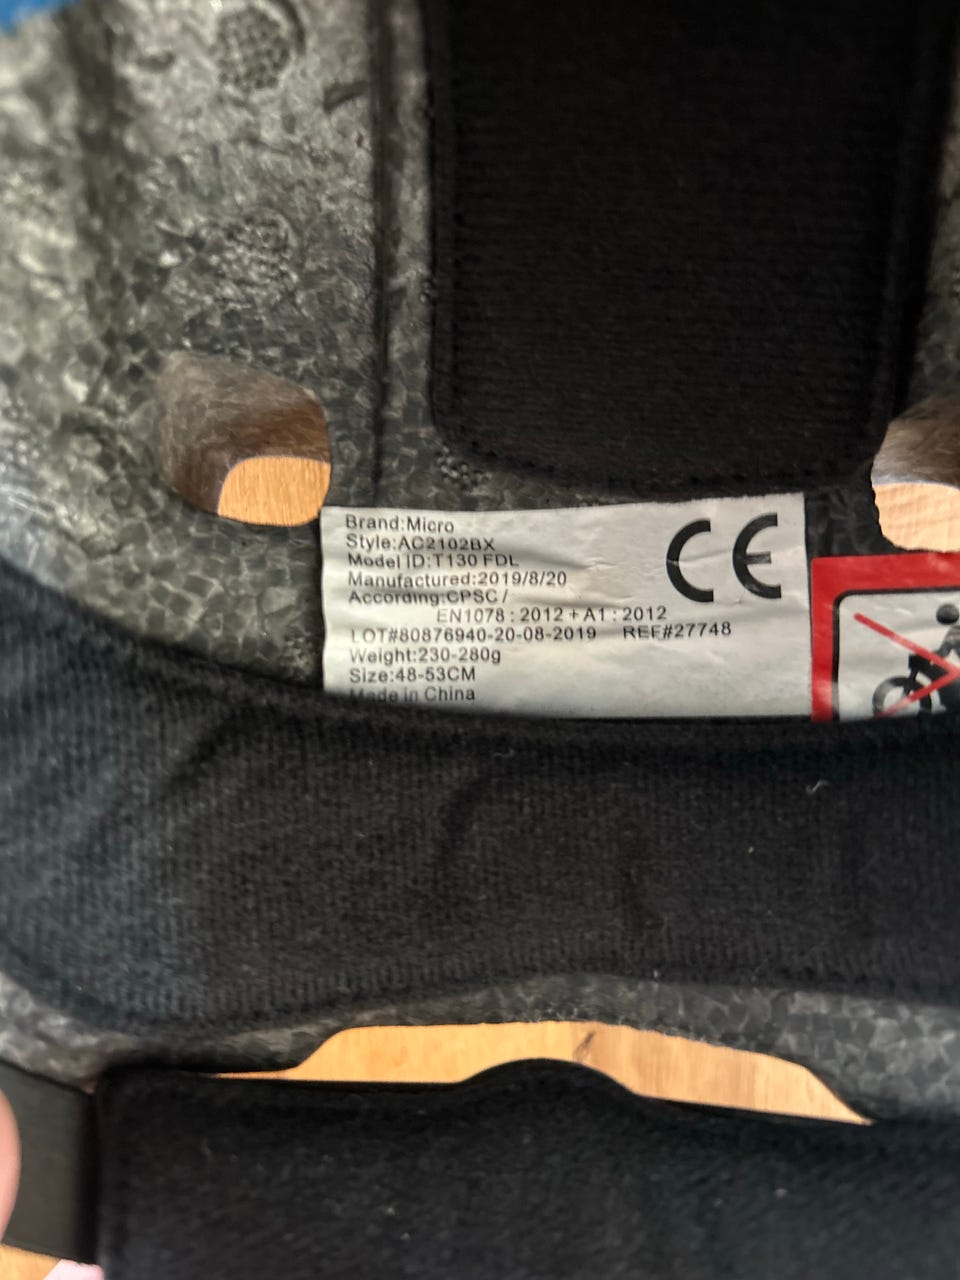 Brand:Micro
Style:AC2102BX
Model ID:T130 FDL
Manufactured:2019/8/20
According:CPSC /
EN1078 : 2012 + A1 : 2012
LOT#80876940-20-08-2019 REF#27748
Weight:230-280g
Size:48-53CM
Made in China
CE